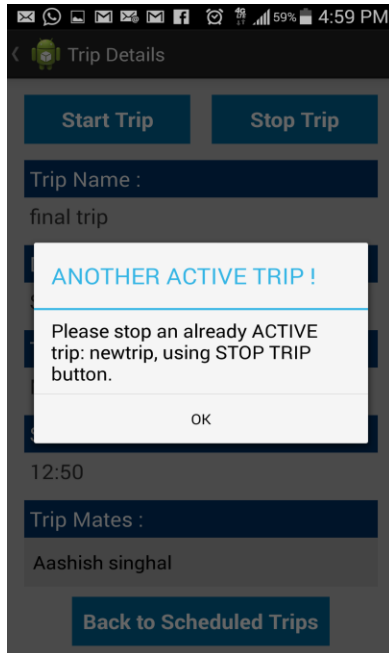 59% 4:59 PM
Trip Details
Start Trip Stop Trip
Trip Name :
final trip
ANOTHER ACTIVE TRIP !
Please stop an already ACTIVE
trip: newtrip, using STOP TRIP
button.
OK
12:50
Trip Mates :
Aashish singhal
Back to Scheduled Trips